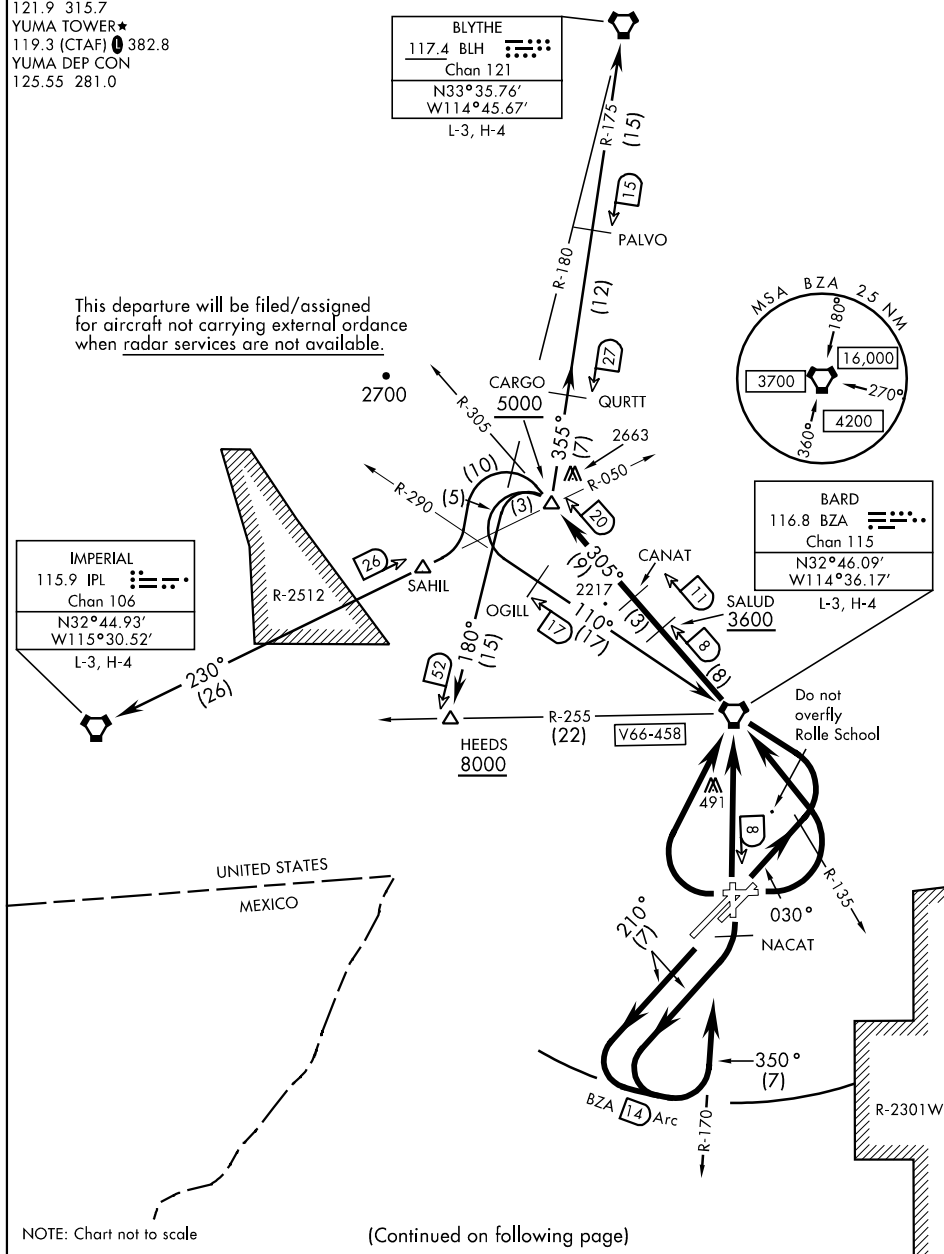 121.9 315.7
YUMA TOWER★
119.3 (CTAF) L 382.8
YUMA DEP CON
125.55 281.0
BLYTHE
117.4 BLH
Chan 121
N33°35.76'
W114°45.67'
L-3, H-4
R-175
(15)
15
PALVO
R-180
(12)
This departure will be filed/assigned
for aircraft not carrying external ordance
when radar services are not available.
MSA BZA 25 NM
180°
16,000
3700
270°
4200
360°
2700
R-305
CARGO
5000
27
QURTT
355°
(7)
2663
R-050
(10)
(5)
(3)
R-290
20
BARD
116.8 BZA
Chan 115
N32°46.09'
W114°36.17'
L-3, H-4
IMPERIAL
115.9 IPL
Chan 106
N32°44.93'
W115°30.52'
L-3, H-4
R-2512
26
SAHIL
305°
(9)
CANAT
11
2217
(3)
SALUD
3600
8
(8)
OGILL
17
110°
(17)
180°
(15)
230°
(26)
52
HEEDS
8000
R-255
(22)
V66-458
Do not
overfly
Rolle School
491
8
R-135
030°
NACAT
210°
(7)
UNITED STATES
MEXICO
350°
(7)
BZA 14 Arc
R-170
R-2301W
NOTE: Chart not to scale
(Continued on following page)